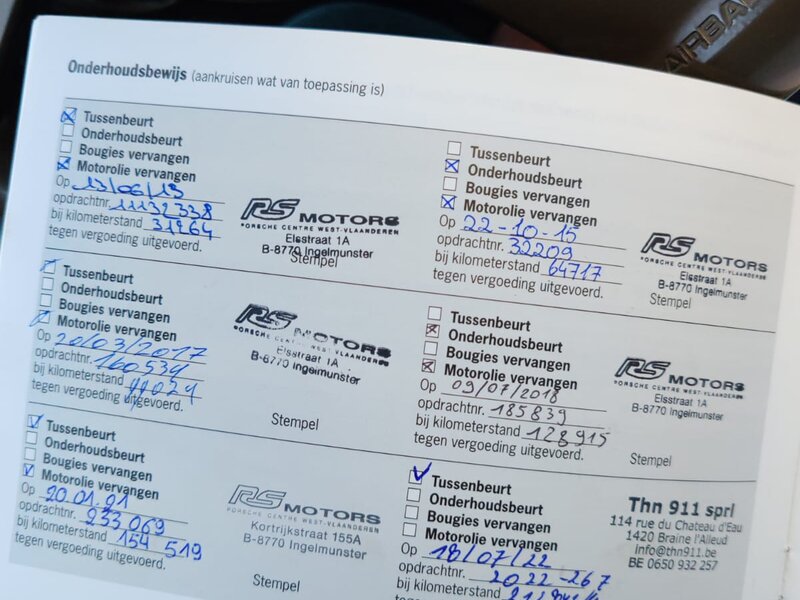 AIRBAG
Onderhoudsbewijs (aankruisen wat van toepassing is)
Tussenbeurt
Onderhoudsbeurt
Bougies vervangen
Motorolie vervangen
Op 13/06/13
opdrachtnr. 11132338
bij kilometerstand 31264
tegen vergoeding uitgevoerd.
RS MOTORS
PORSCHE CENTRE WEST-VLAANDEREN
Elsstraat 1A
B-8770 Ingelmunster
Stempel
Tussenbeurt
Onderhoudsbeurt
Bougies vervangen
Motorolie vervangen
Op 22-10-15
opdrachtnr. 32209
bij kilometerstand 64717
tegen vergoeding uitgevoerd.
RS MOTORS
PORSCHE CENTRE WEST-VLAANDEREN
Elsstraat 1A
B-8770 Ingelmunster
Stempel
Tussenbeurt
Onderhoudsbeurt
Bougies vervangen
Motorolie vervangen
Op 20/03/2017
opdrachtnr. 160534
bij kilometerstand
tegen vergoeding uitgevoerd.
RS MOTORS
PORSCHE CENTRE WEST-VLAANDEREN
Elsstraat 1A
B-8770 Ingelmunster
Stempel
Tussenbeurt
Onderhoudsbeurt
Bougies vervangen
Motorolie vervangen
Op 09/07/2018
opdrachtnr. 185839
bij kilometerstand 128915
tegen vergoeding uitgevoerd.
RS MOTORS
PORSCHE CENTRE WEST-VLAANDEREN
Elsstraat 1A
B-8770 Ingelmunster
Stempel
Tussenbeurt
Onderhoudsbeurt
Bougies vervangen
Motorolie vervangen
Op 20.01.21
opdrachtnr. 233069
bij kilometerstand 154 519
tegen vergoeding uitgevoerd.
RS MOTORS
PORSCHE CENTRE WEST-VLAANDEREN
Kortrijkstraat 155A
B-8770 Ingelmunster
Stempel
Tussenbeurt
Onderhoudsbeurt
Bougies vervangen
Motorolie vervangen
Op 18/07/22
opdrachtnr. 2022-267
bij kilometerstand
Thn 911 sprl
114 rue du Chateau d'Eau
1420 Braine l'Alleud
info@thn911.be
BE 0650 932 257